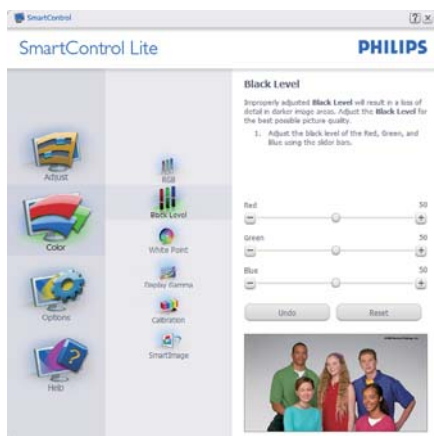 SmartControl
SmartControl Lite
PHILIPS
Adjust
Color
Options
Help
RGB
Black Level
White Point
Display Gamma
Calibration
SmartImage
Black Level
Improperly adjusted Black Level will result in a loss of
detail in darker image areas. Adjust the Black Level for
the best possible picture quality.
1. Adjust the black level of the Red, Green, and
Blue using the slider bars.
Red 50
Green 50
Blue 50
Undo Reset